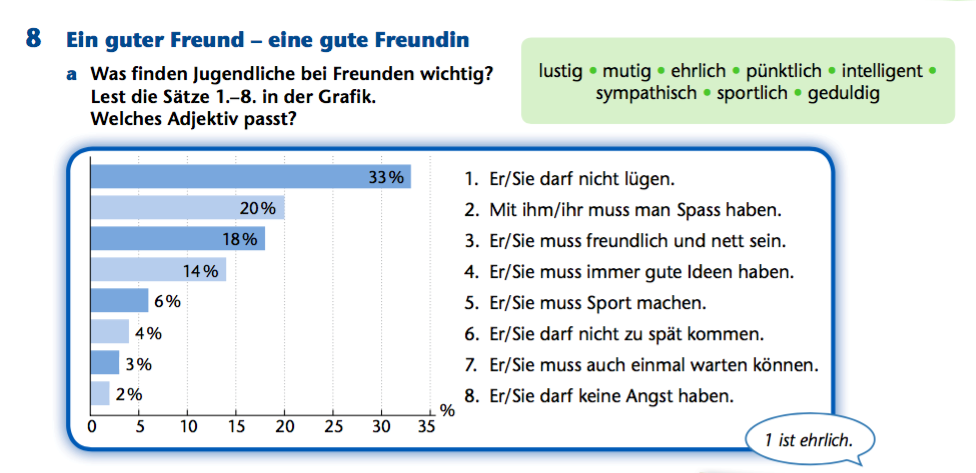 8 Ein guter Freund – eine gute Freundin
a Was finden Jugendliche bei Freunden wichtig?
Lest die Sätze 1.–8. in der Grafik.
Welches Adjektiv passt?
lustig • mutig • ehrlich • pünktlich • intelligent •
sympathisch • sportlich • geduldig
33 % 1. Er/Sie darf nicht lügen.
20 % 2. Mit ihm/ihr muss man Spass haben.
18 % 3. Er/Sie muss freundlich und nett sein.
14 % 4. Er/Sie muss immer gute Ideen haben.
6 % 5. Er/Sie muss Sport machen.
4 % 6. Er/Sie darf nicht zu spät kommen.
3 % 7. Er/Sie muss auch einmal warten können.
2 % 8. Er/Sie darf keine Angst haben.
%
0 5 10 15 20 25 30 35
1 ist ehrlich.